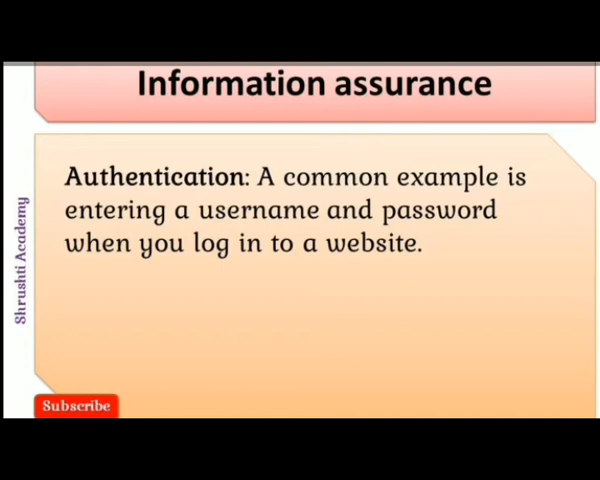 Information assurance
Authentication: A common example is
entering a username and password
when you log in to a website.
Shrushti Academy
Subscribe